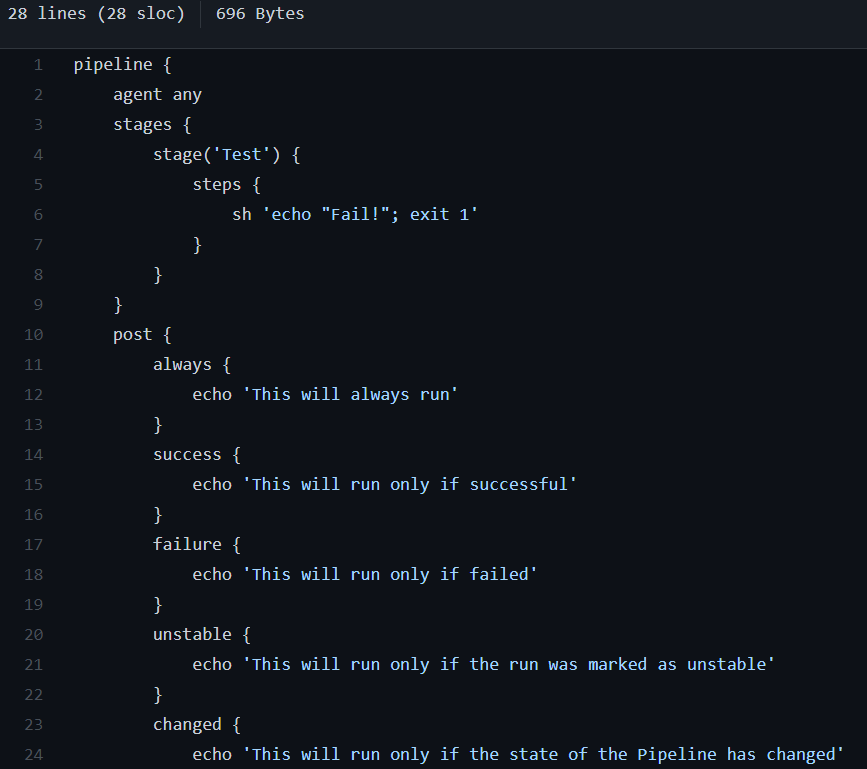 28 lines (28 sloc) 696 Bytes
1 pipeline {
2     agent any
3     stages {
4         stage('Test') {
5             steps {
6                 sh 'echo "Fail!"; exit 1'
7             }
8         }
9     }
10     post {
11         always {
12             echo 'This will always run'
13         }
14         success {
15             echo 'This will run only if successful'
16         }
17         failure {
18             echo 'This will run only if failed'
19         }
20         unstable {
21             echo 'This will run only if the run was marked as unstable'
22         }
23         changed {
24             echo 'This will run only if the state of the Pipeline has changed'